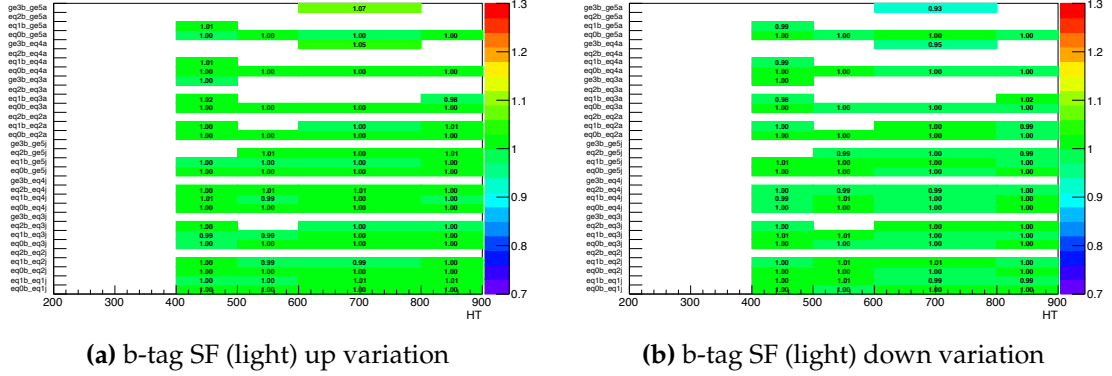 ge3b_ge5a 1.07 1.3
eq2b_ge5a
eq1b_ge5a 1.01
eq0b_ge5a 1.00 1.00 1.00 1.00
ge3b_eq4a 1.05 1.2
eq2b_eq4a
eq1b_eq4a 1.01
eq0b_eq4a 1.00 1.00 1.00 1.00
ge3b_eq3a 1.00
eq2b_eq3a
eq1b_eq3a 1.02 0.98 1.1
eq0b_eq3a 1.00 1.00 1.00 1.00
eq2b_eq2a
eq1b_eq2a 1.00 1.00 1.01
eq0b_eq2a 1.00 1.00 1.00 1.00
ge3b_ge5j 1
eq2b_ge5j 1.01 1.00 1.01
eq1b_ge5j 1.00 1.00 1.00 1.00
eq0b_ge5j 1.00 1.00 1.00 1.00
ge3b_eq4j
eq2b_eq4j 1.00 1.01 1.01 1.00 0.9
eq1b_eq4j 1.01 0.99 1.00 1.00
eq0b_eq4j 1.00 1.00 1.00 1.00
ge3b_eq3j
eq2b_eq3j 1.00 1.00 1.00
eq1b_eq3j 0.99 0.99 1.00 1.00
eq0b_eq3j 1.00 1.00 1.00 1.00 0.8
eq2b_eq2j
eq1b_eq2j 1.00 0.99 0.99 1.00
eq0b_eq2j 1.00 1.00 1.00 1.00
eq1b_eq1j 1.00 1.00 1.01 1.01
eq0b_eq1j 1.00 1.00 1.00 1.00 0.7
200 300 400 500 600 700 800 900
HT
ge3b_ge5a 0.93 1.3
eq2b_ge5a
eq1b_ge5a 0.99
eq0b_ge5a 1.00 1.00 1.00 1.00
ge3b_eq4a 0.95 1.2
eq2b_eq4a
eq1b_eq4a 0.99
eq0b_eq4a 1.00 1.00 1.00 1.00
ge3b_eq3a 1.00
eq2b_eq3a
eq1b_eq3a 0.98 1.02 1.1
eq0b_eq3a 1.00 1.00 1.00 1.00
eq2b_eq2a
eq1b_eq2a 1.00 1.00 0.99
eq0b_eq2a 1.00 1.00 1.00 1.00
ge3b_ge5j 1
eq2b_ge5j 0.99 1.00 0.99
eq1b_ge5j 1.01 1.00 1.00 1.00
eq0b_ge5j 1.00 1.00 1.00 1.00
ge3b_eq4j
eq2b_eq4j 1.00 0.99 0.99 1.00 0.9
eq1b_eq4j 0.99 1.01 1.00 1.00
eq0b_eq4j 1.00 1.00 1.00 1.00
ge3b_eq3j
eq2b_eq3j 1.00 1.00 1.00
eq1b_eq3j 1.01 1.01 1.00 1.00
eq0b_eq3j 1.00 1.00 1.00 1.00 0.8
eq2b_eq2j
eq1b_eq2j 1.00 1.01 1.01 1.00
eq0b_eq2j 1.00 1.00 1.00 1.00
eq1b_eq1j 1.00 1.01 0.99 0.99
eq0b_eq1j 1.00 1.00 1.00 1.00 0.7
200 300 400 500 600 700 800 900
HT
(a) b-tag SF (light) up variation
(b) b-tag SF (light) down variation